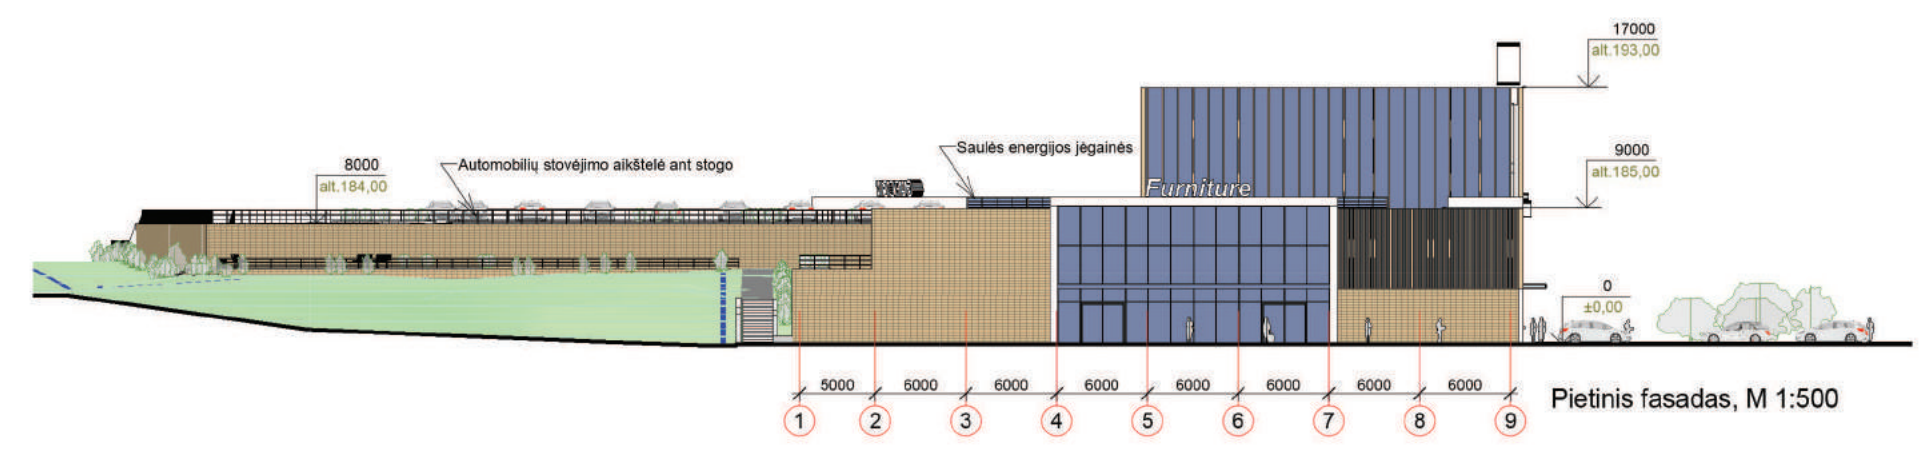 17000
alt.193,00
Saulės energijos jėgainės
9000
alt.185,00
8000
alt.184,00
Automobilių stovėjimo aikštelė ant stogo
Furniture
0
±0,00
5000 6000 6000 6000 6000 6000 6000 6000
Pietinis fasadas, M 1:500
1 2 3 4 5 6 7 8 9